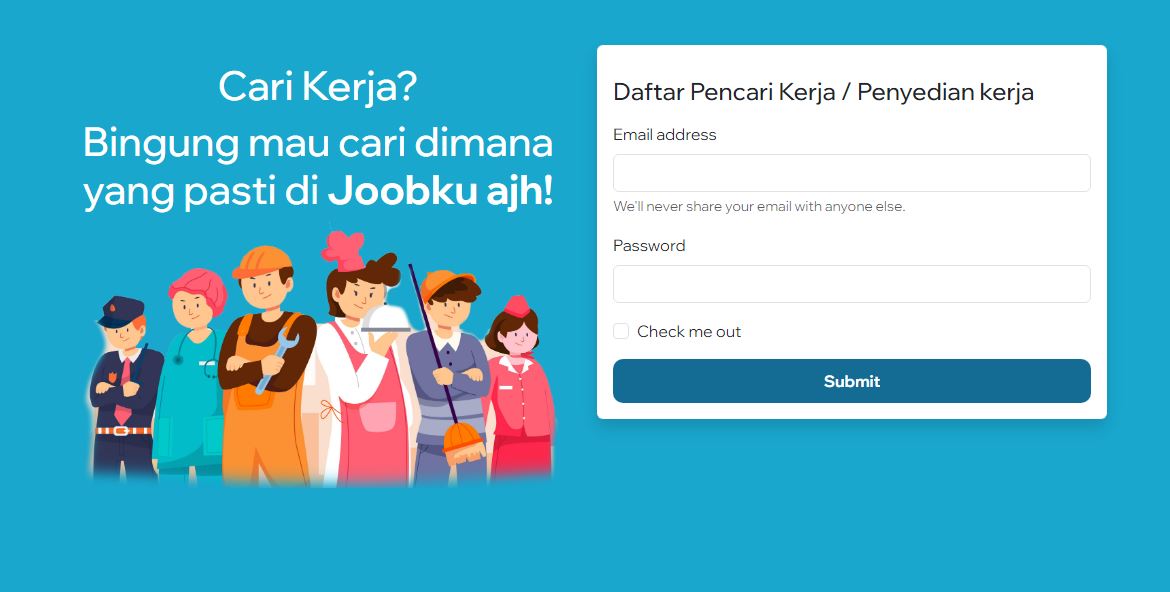 Cari Kerja?
Bingung mau cari dimana
yang pasti di Joobku ajh!
Daftar Pencari Kerja / Penyedian kerja
Email address
We'll never share your email with anyone else.
Password
Check me out
Submit